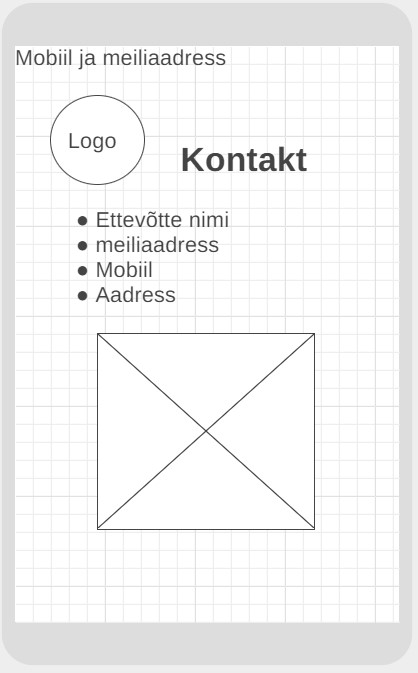 Mobiil ja meiliaadress
Logo
Kontakt
● Ettevõtte nimi
● meiliaadress
● Mobiil
● Aadress